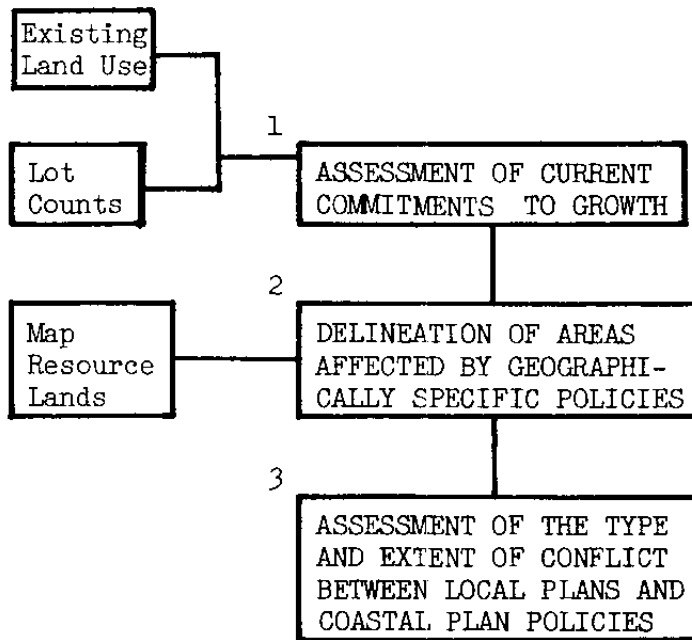 Existing
Land Use
Lot
Counts
1
ASSESSMENT OF CURRENT
COMMITMENTS TO GROWTH
Map
Resource
Lands
2
DELINEATION OF AREAS
AFFECTED BY GEOGRAPHI-
CALLY SPECIFIC POLICIES
3
ASSESSMENT OF THE TYPE
AND EXTENT OF CONFLICT
BETWEEN LOCAL PLANS AND
COASTAL PLAN POLICIES